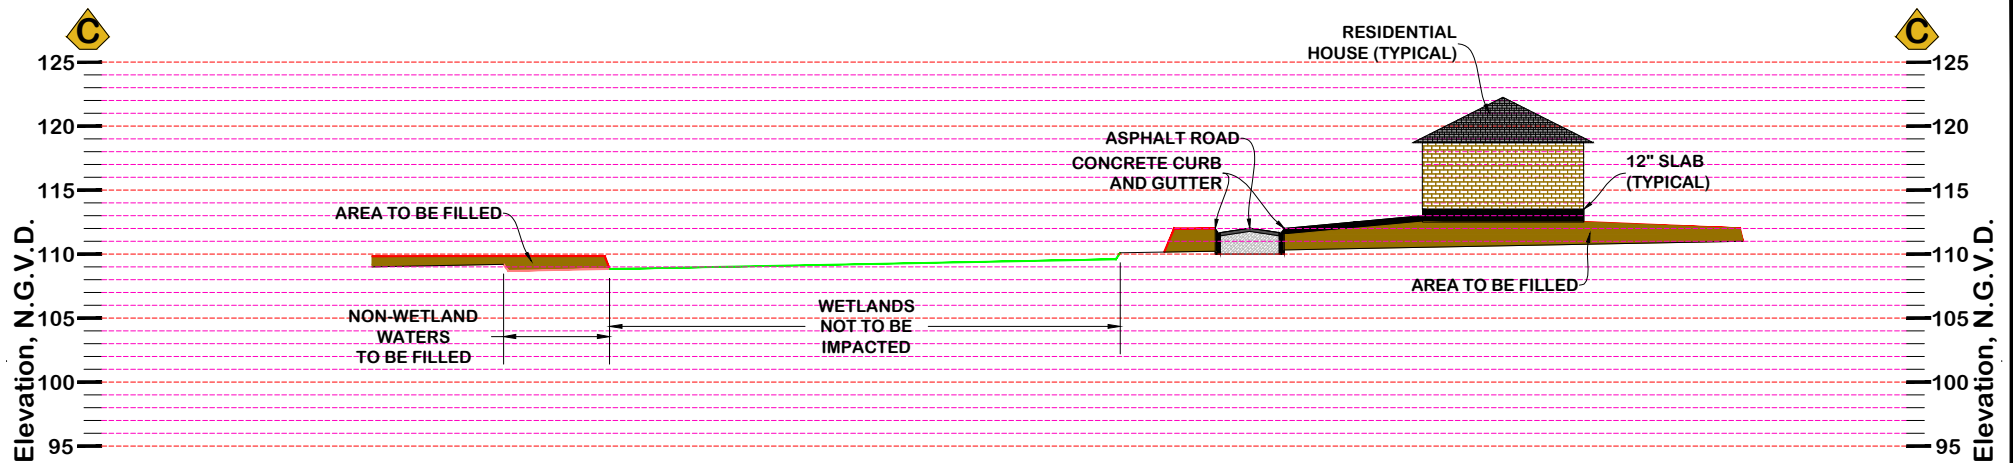 C
C
RESIDENTIAL
HOUSE (TYPICAL)
125
125
120
120
ASPHALT ROAD
CONCRETE CURB
AND GUTTER
12" SLAB
(TYPICAL)
115
115
AREA TO BE FILLED
110
110
AREA TO BE FILLED
NON-WETLAND
WATERS
TO BE FILLED
WETLANDS
NOT TO BE
IMPACTED
105
105
100
100
95
95
Elevation, N.G.V.D.
Elevation, N.G.V.D.